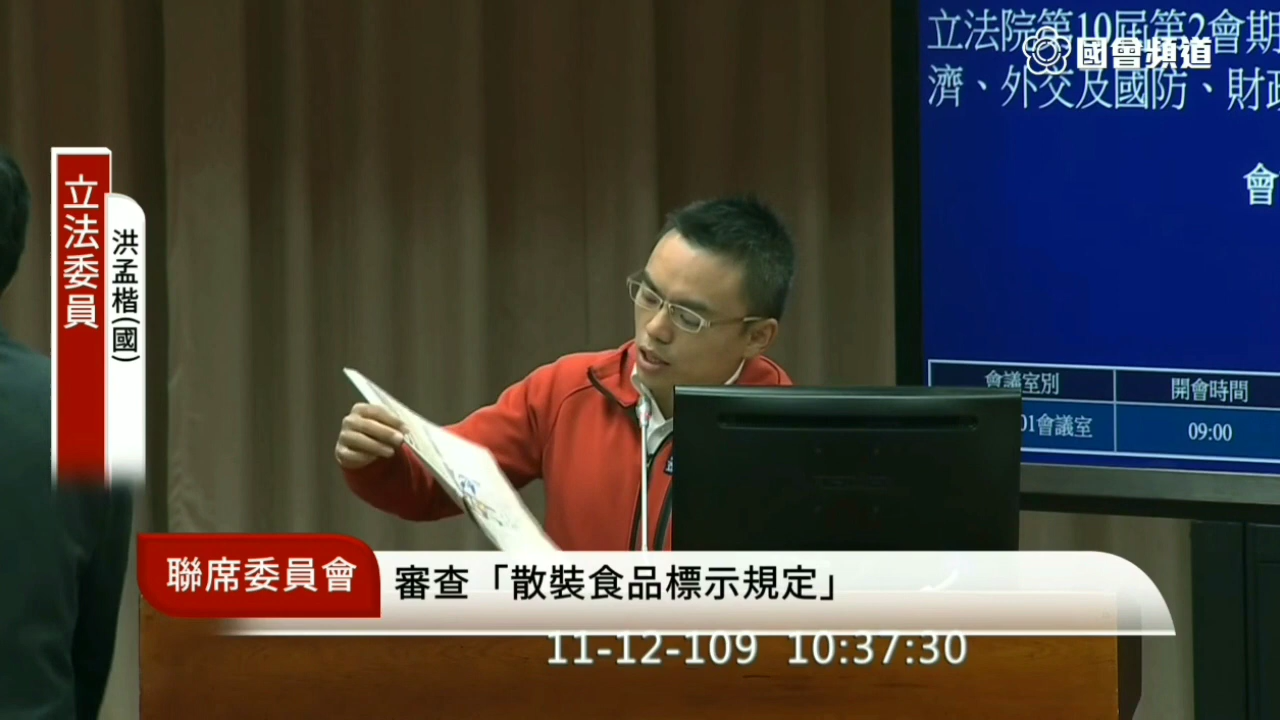 立法院第10屆第2會期
國會頻道
濟、外交及國防、財政
會
立法委員
洪孟楷(國)
會議室別
開會時間
01會議室
09:00
聯席委員會
審查「散裝食品標示規定」
11-12-109 10:37:30